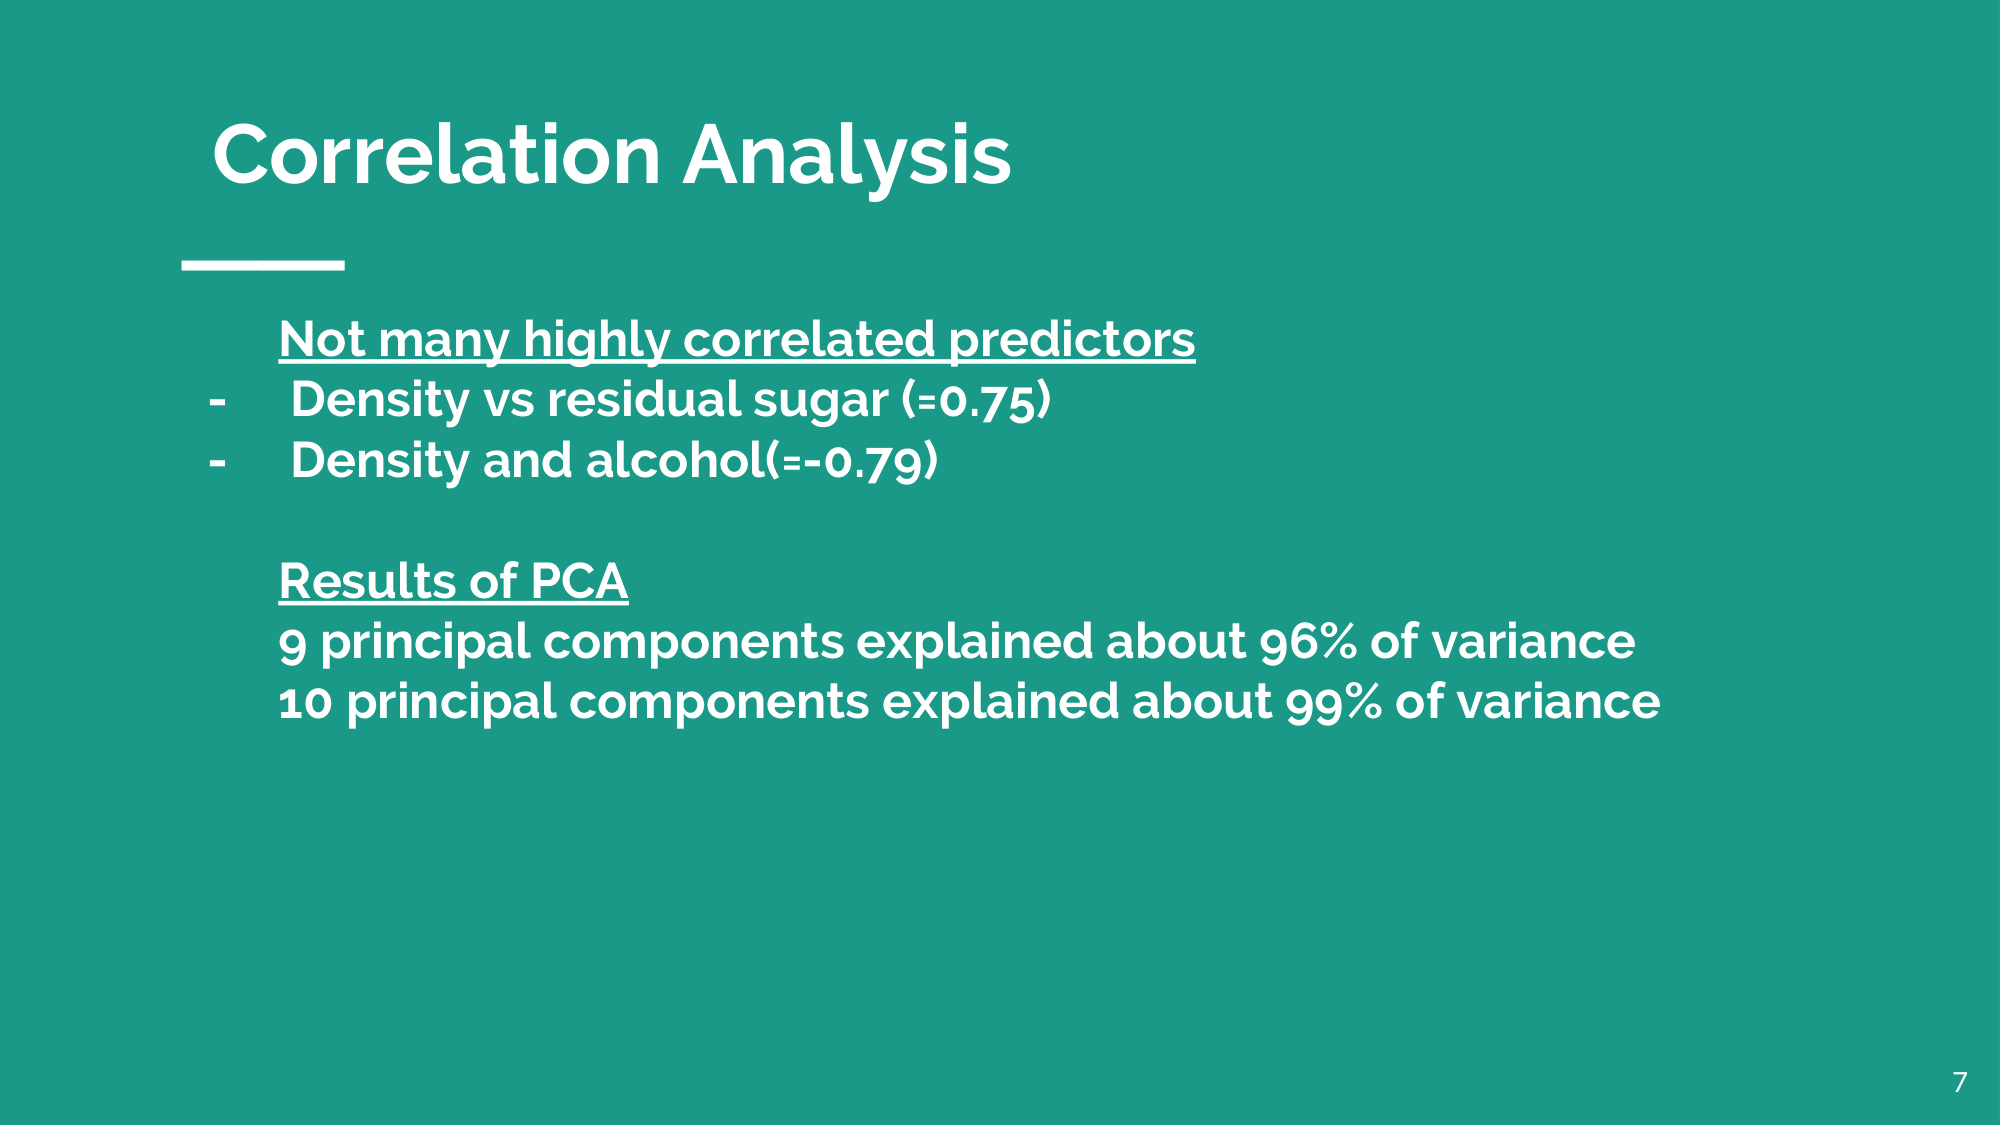 Correlation Analysis
Not many highly correlated predictors
- Density vs residual sugar (=0.75)
- Density and alcohol(=-0.79)
Results of PCA
9 principal components explained about 96% of variance
10 principal components explained about 99% of variance
7